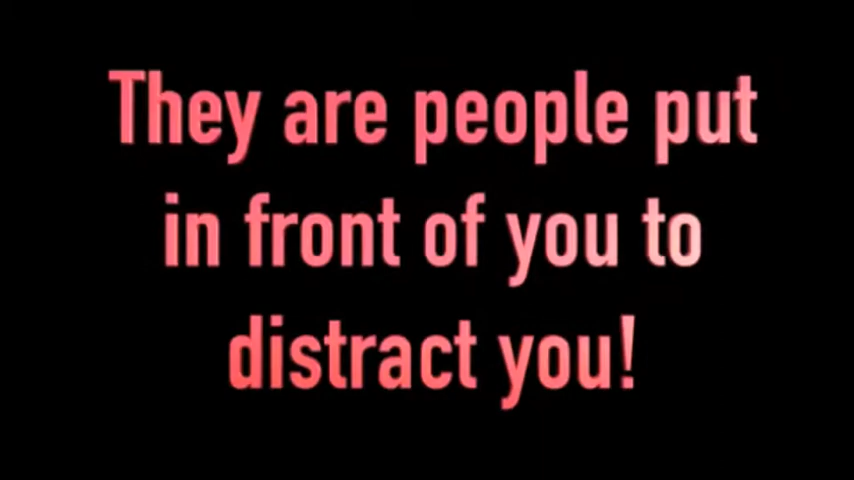 They are people put
in front of you to
distract you!